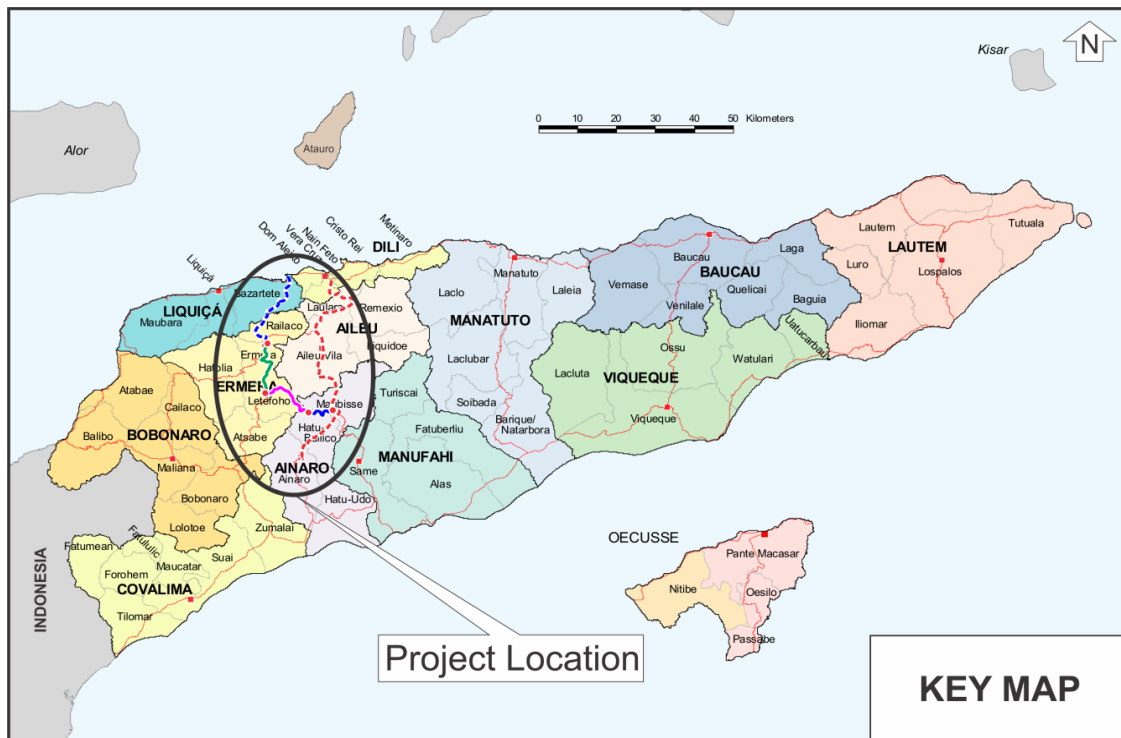 N
Kisar
0 10 20 30 40 50 Kilometers
Alor
Atauro
Metinaro
Cristo Rei
Nain Feto
Vera Cruz
Dom Aleixo
DILI
Liquiçá
Bazartete
LIQUIÇÁ
Maubara
Laulara
Remexio
AILEU
Liquidoe
Aileu Vila
Railaco
Ermera
Hatolia
ERMERA
Letefoho
Atsabe
Maubisse
Hatu-
Builico
AINARO
Ainaro
Hatu-Udo
Manatuto
Laclo
Laleia
MANATUTO
Laclubar
Soibada
Barique/
Natarbora
Turiscai
Fatuberliu
MANUFAHI
Same
Alas
Baucau
BAUCAU
Laga
Vemase
Venilale
Quelicai
Baguia
Lautem
LAUTEM
Tutuala
Luro
Lospalos
Iliomar
Uatucarbau
Ossu
Watulari
Lacluta
VIQUEQUE
Viqueque
Atabae
Cailaco
BOBONARO
Balibo
Maliana
Bobonaro
Lolotoe
Zumalai
Fatululic
Fatumean
Suai
Maucatar
Forohem
COVALIMA
Tilomar
INDONESIA
OECUSSE
Pante Macasar
Nitibe
Oesilo
Passabe
Project Location
KEY MAP